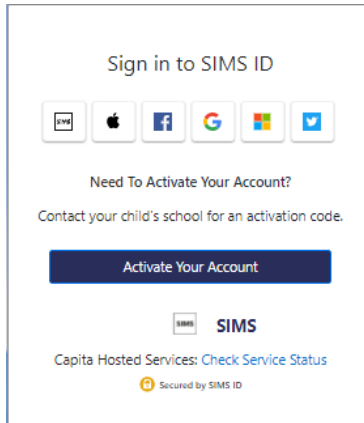 Sign in to SIMS ID
SIMS
Need To Activate Your Account?
Contact your child's school for an activation code.
Activate Your Account
SIMS SIMS
Capita Hosted Services: Check Service Status
Secured by SIMS ID